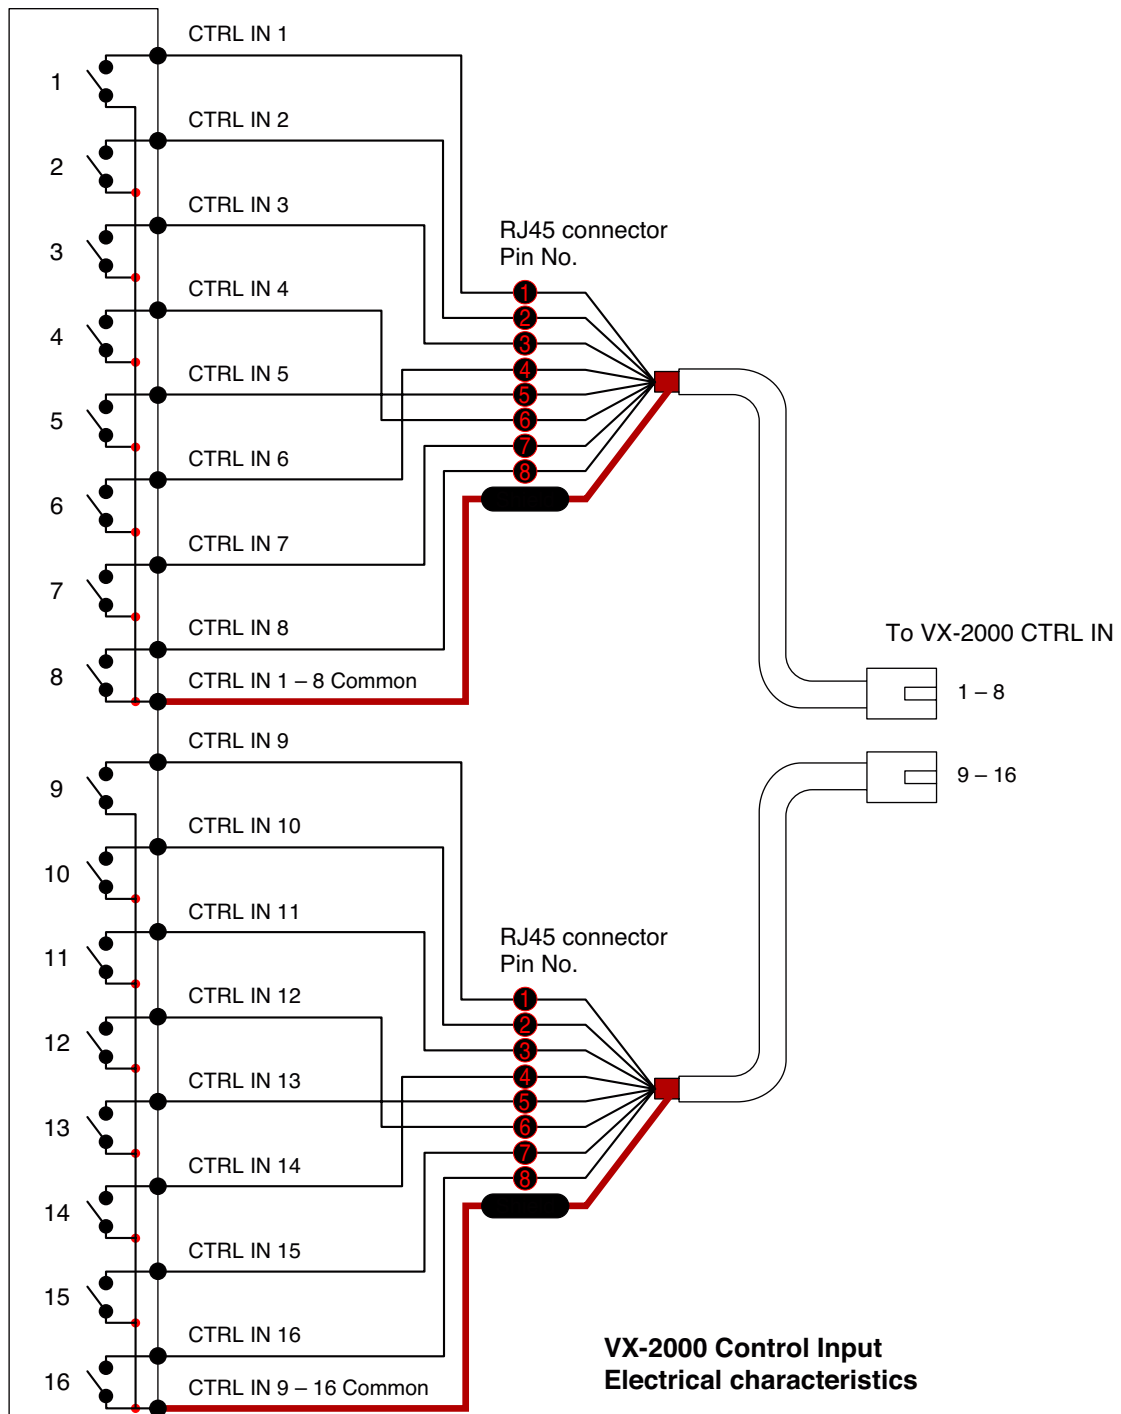 CTRL IN 1
1
CTRL IN 2
2
CTRL IN 3
3
RJ45 connector
Pin No.
CTRL IN 4
4
CTRL IN 5
5
CTRL IN 6
6
CTRL IN 7
7
CTRL IN 8
8
CTRL IN 1 – 8 Common
1
2
3
4
5
6
7
8
To VX-2000 CTRL IN
1 – 8
9 – 16
CTRL IN 9
9
CTRL IN 10
10
CTRL IN 11
11
RJ45 connector
Pin No.
CTRL IN 12
12
CTRL IN 13
13
CTRL IN 14
14
CTRL IN 15
15
CTRL IN 16
16
CTRL IN 9 – 16 Common
1
2
3
4
5
6
7
8
VX-2000 Control Input
Electrical characteristics